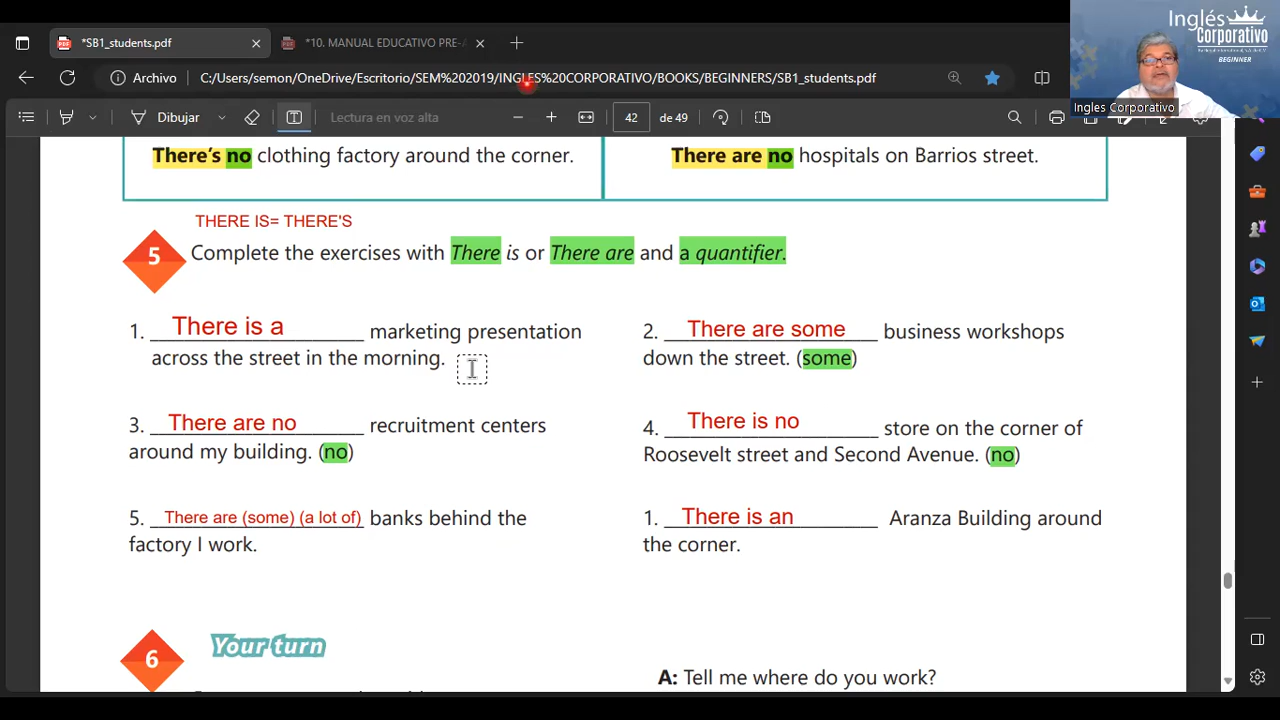 *SB1_students.pdf
*10. MANUAL EDUCATIVO PRE-A
Inglés
Corporativo
BEGINNER
Archivo
C:/Users/semon/OneDrive/Escritorio/SEM%202019/INGLES%20CORPORATIVO/BOOKS/BEGINNERS/SB1_students.pdf
Ingles Corporativo
Dibujar
Lectura en voz alta
42
de 49
There's no clothing factory around the corner.
There are no hospitals on Barrios street.
THERE IS= THERE'S
5 Complete the exercises with There is or There are and a quantifier.
1. There is a marketing presentation
across the street in the morning.
2. There are some business workshops
down the street. (some)
3. There are no recruitment centers
around my building. (no)
4. There is no store on the corner of
Roosevelt street and Second Avenue. (no)
5. There are (some) (a lot of) banks behind the
factory I work.
1. There is an Aranza Building around
the corner.
6 Your turn
A: Tell me where do you work?